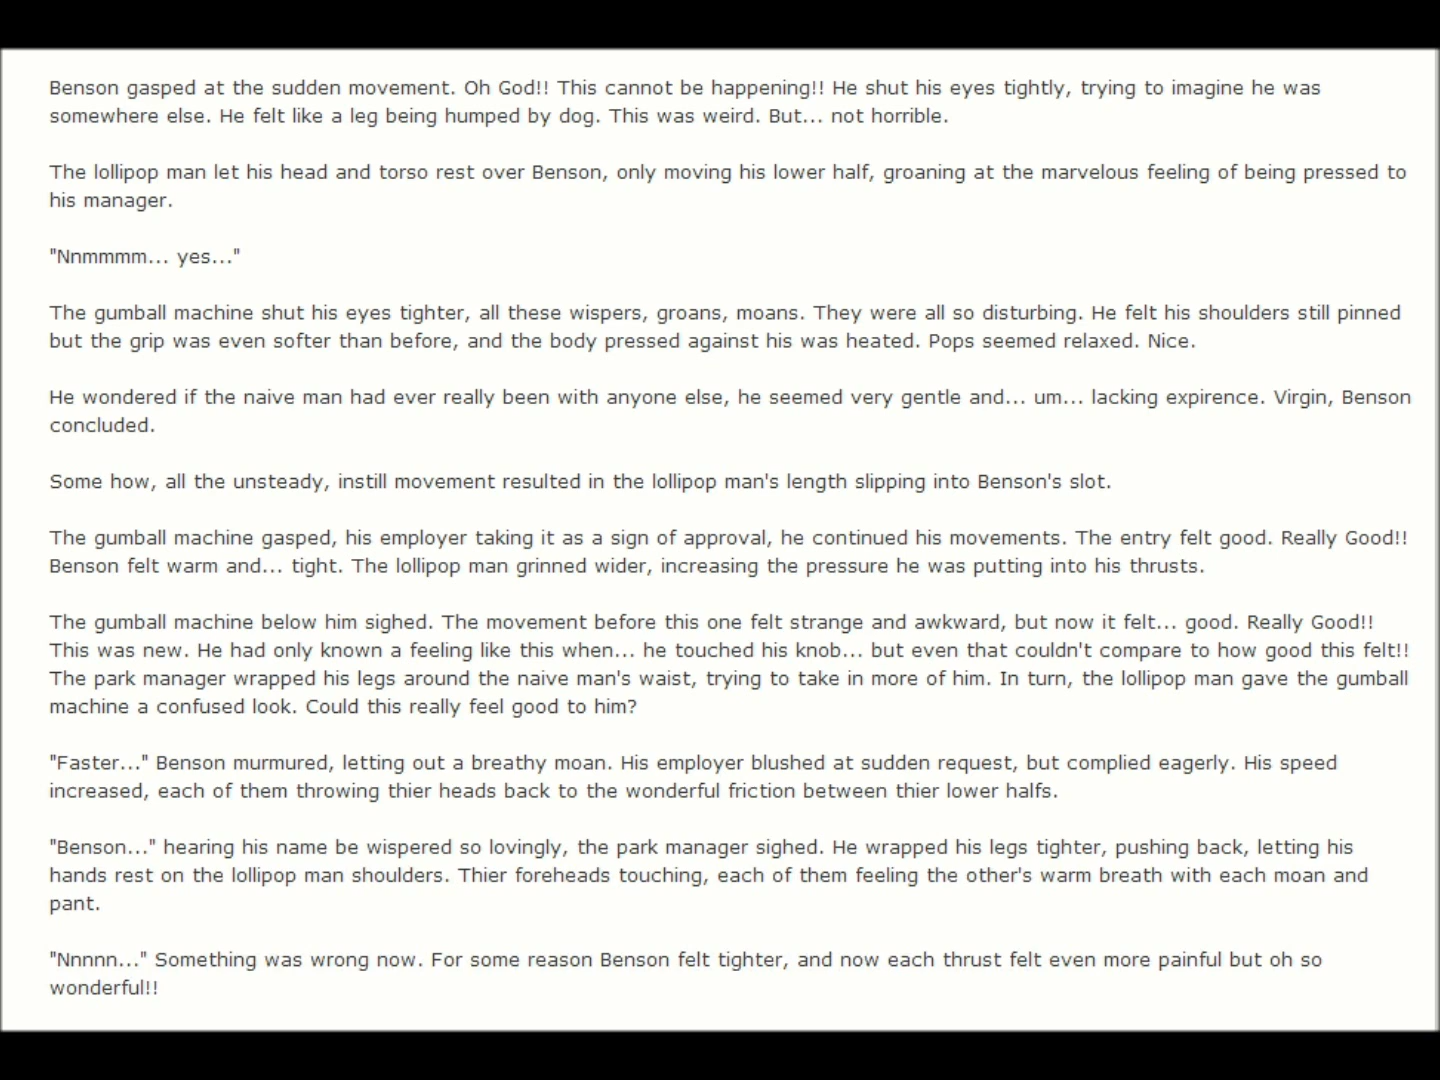 Benson gasped at the sudden movement. Oh God!! This cannot be happening!! He shut his eyes tightly, trying to imagine he was
somewhere else. He felt like a leg being humped by dog. This was weird. But... not horrible.
The lollipop man let his head and torso rest over Benson, only moving his lower half, groaning at the marvelous feeling of being pressed to
his manager.
"Nnmmmm... yes..."
The gumball machine shut his eyes tighter, all these wispers, groans, moans. They were all so disturbing. He felt his shoulders still pinned
but the grip was even softer than before, and the body pressed against his was heated. Pops seemed relaxed. Nice.
He wondered if the naive man had ever really been with anyone else, he seemed very gentle and... um... lacking expirence. Virgin, Benson
concluded.
Some how, all the unsteady, instill movement resulted in the lollipop man's length slipping into Benson's slot.
The gumball machine gasped, his employer taking it as a sign of approval, he continued his movements. The entry felt good. Really Good!!
Benson felt warm and... tight. The lollipop man grinned wider, increasing the pressure he was putting into his thrusts.
The gumball machine below him sighed. The movement before this one felt strange and awkward, but now it felt... good. Really Good!!
This was new. He had only known a feeling like this when... he touched his knob... but even that couldn't compare to how good this felt!!
The park manager wrapped his legs around the naive man's waist, trying to take in more of him. In turn, the lollipop man gave the gumball
machine a confused look. Could this really feel good to him?
"Faster..." Benson murmured, letting out a breathy moan. His employer blushed at sudden request, but complied eagerly. His speed
increased, each of them throwing thier heads back to the wonderful friction between thier lower halfs.
"Benson..." hearing his name be wispered so lovingly, the park manager sighed. He wrapped his legs tighter, pushing back, letting his
hands rest on the lollipop man shoulders. Thier foreheads touching, each of them feeling the other's warm breath with each moan and
pant.
"Nnnnn..." Something was wrong now. For some reason Benson felt tighter, and now each thrust felt even more painful but oh so
wonderful!!